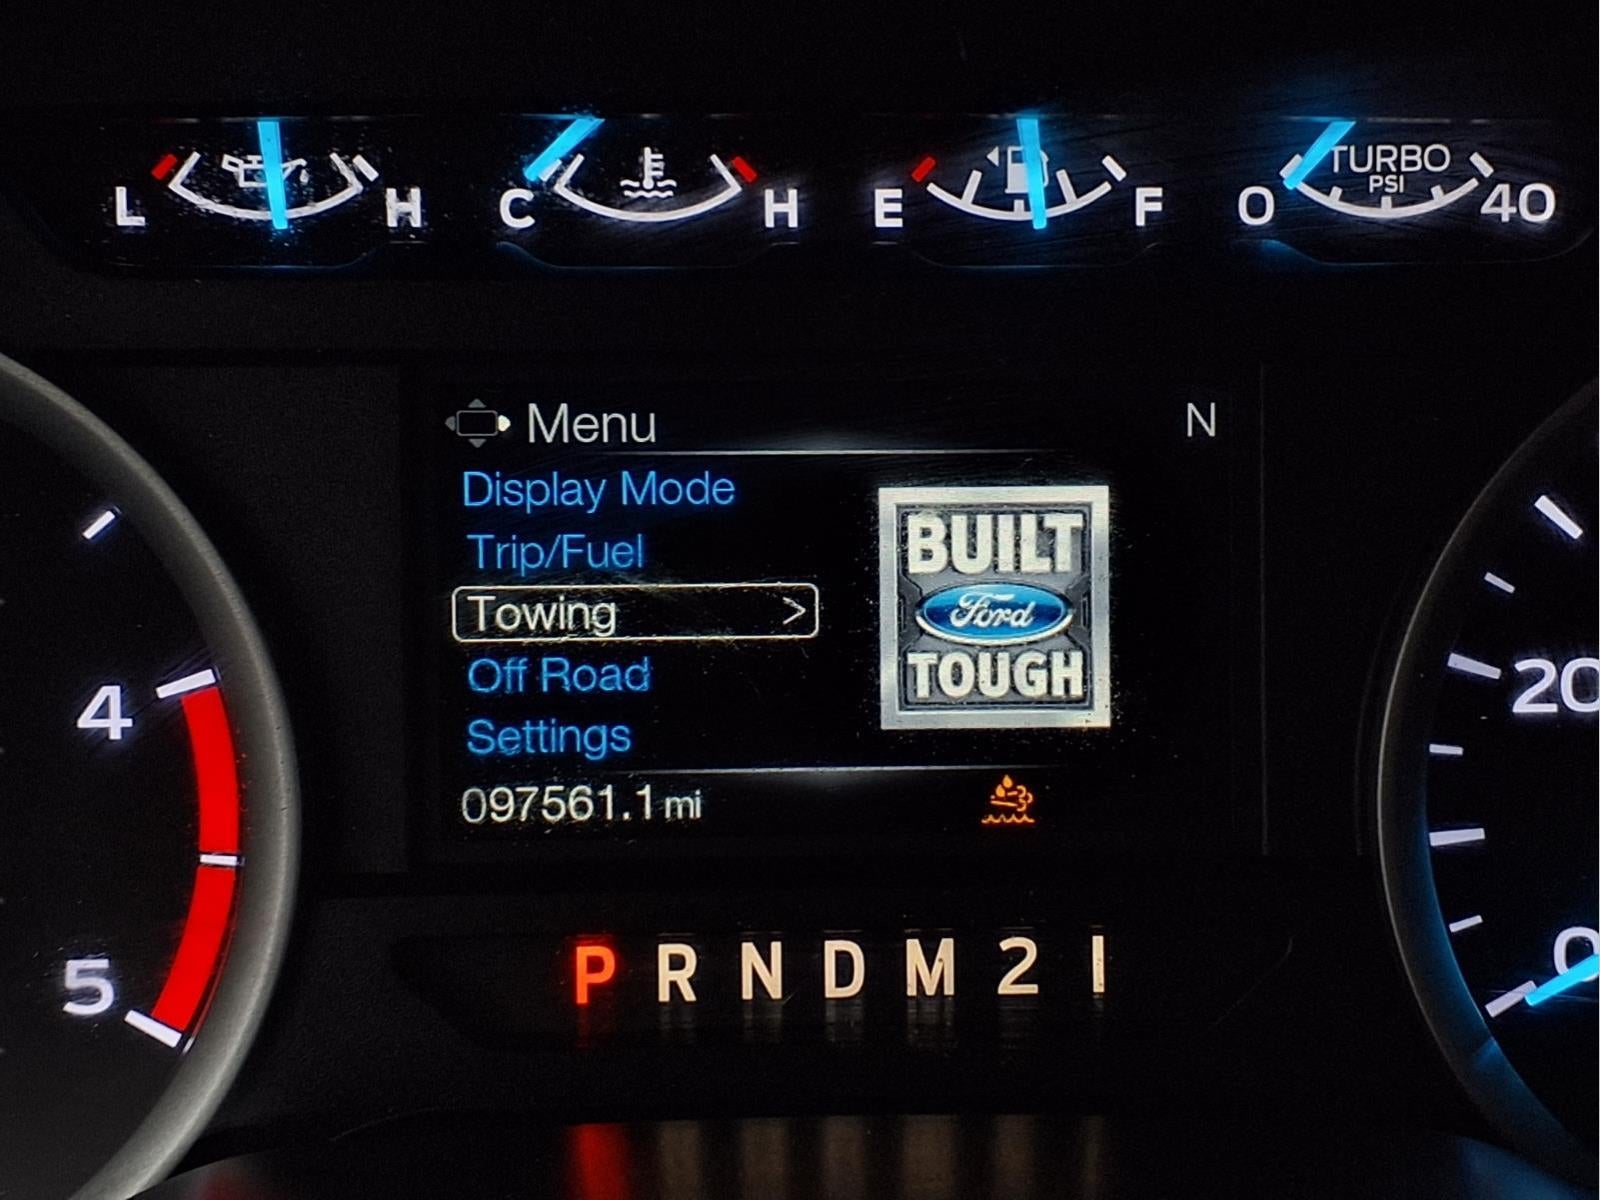 L H C H E F O TURBO PSI 40
Menu N
Display Mode
Trip/Fuel
Towing >
Off Road
Settings
BUILT
Ford
TOUGH
097561.1 mi
4
5
20
0
P R N D M 2 1